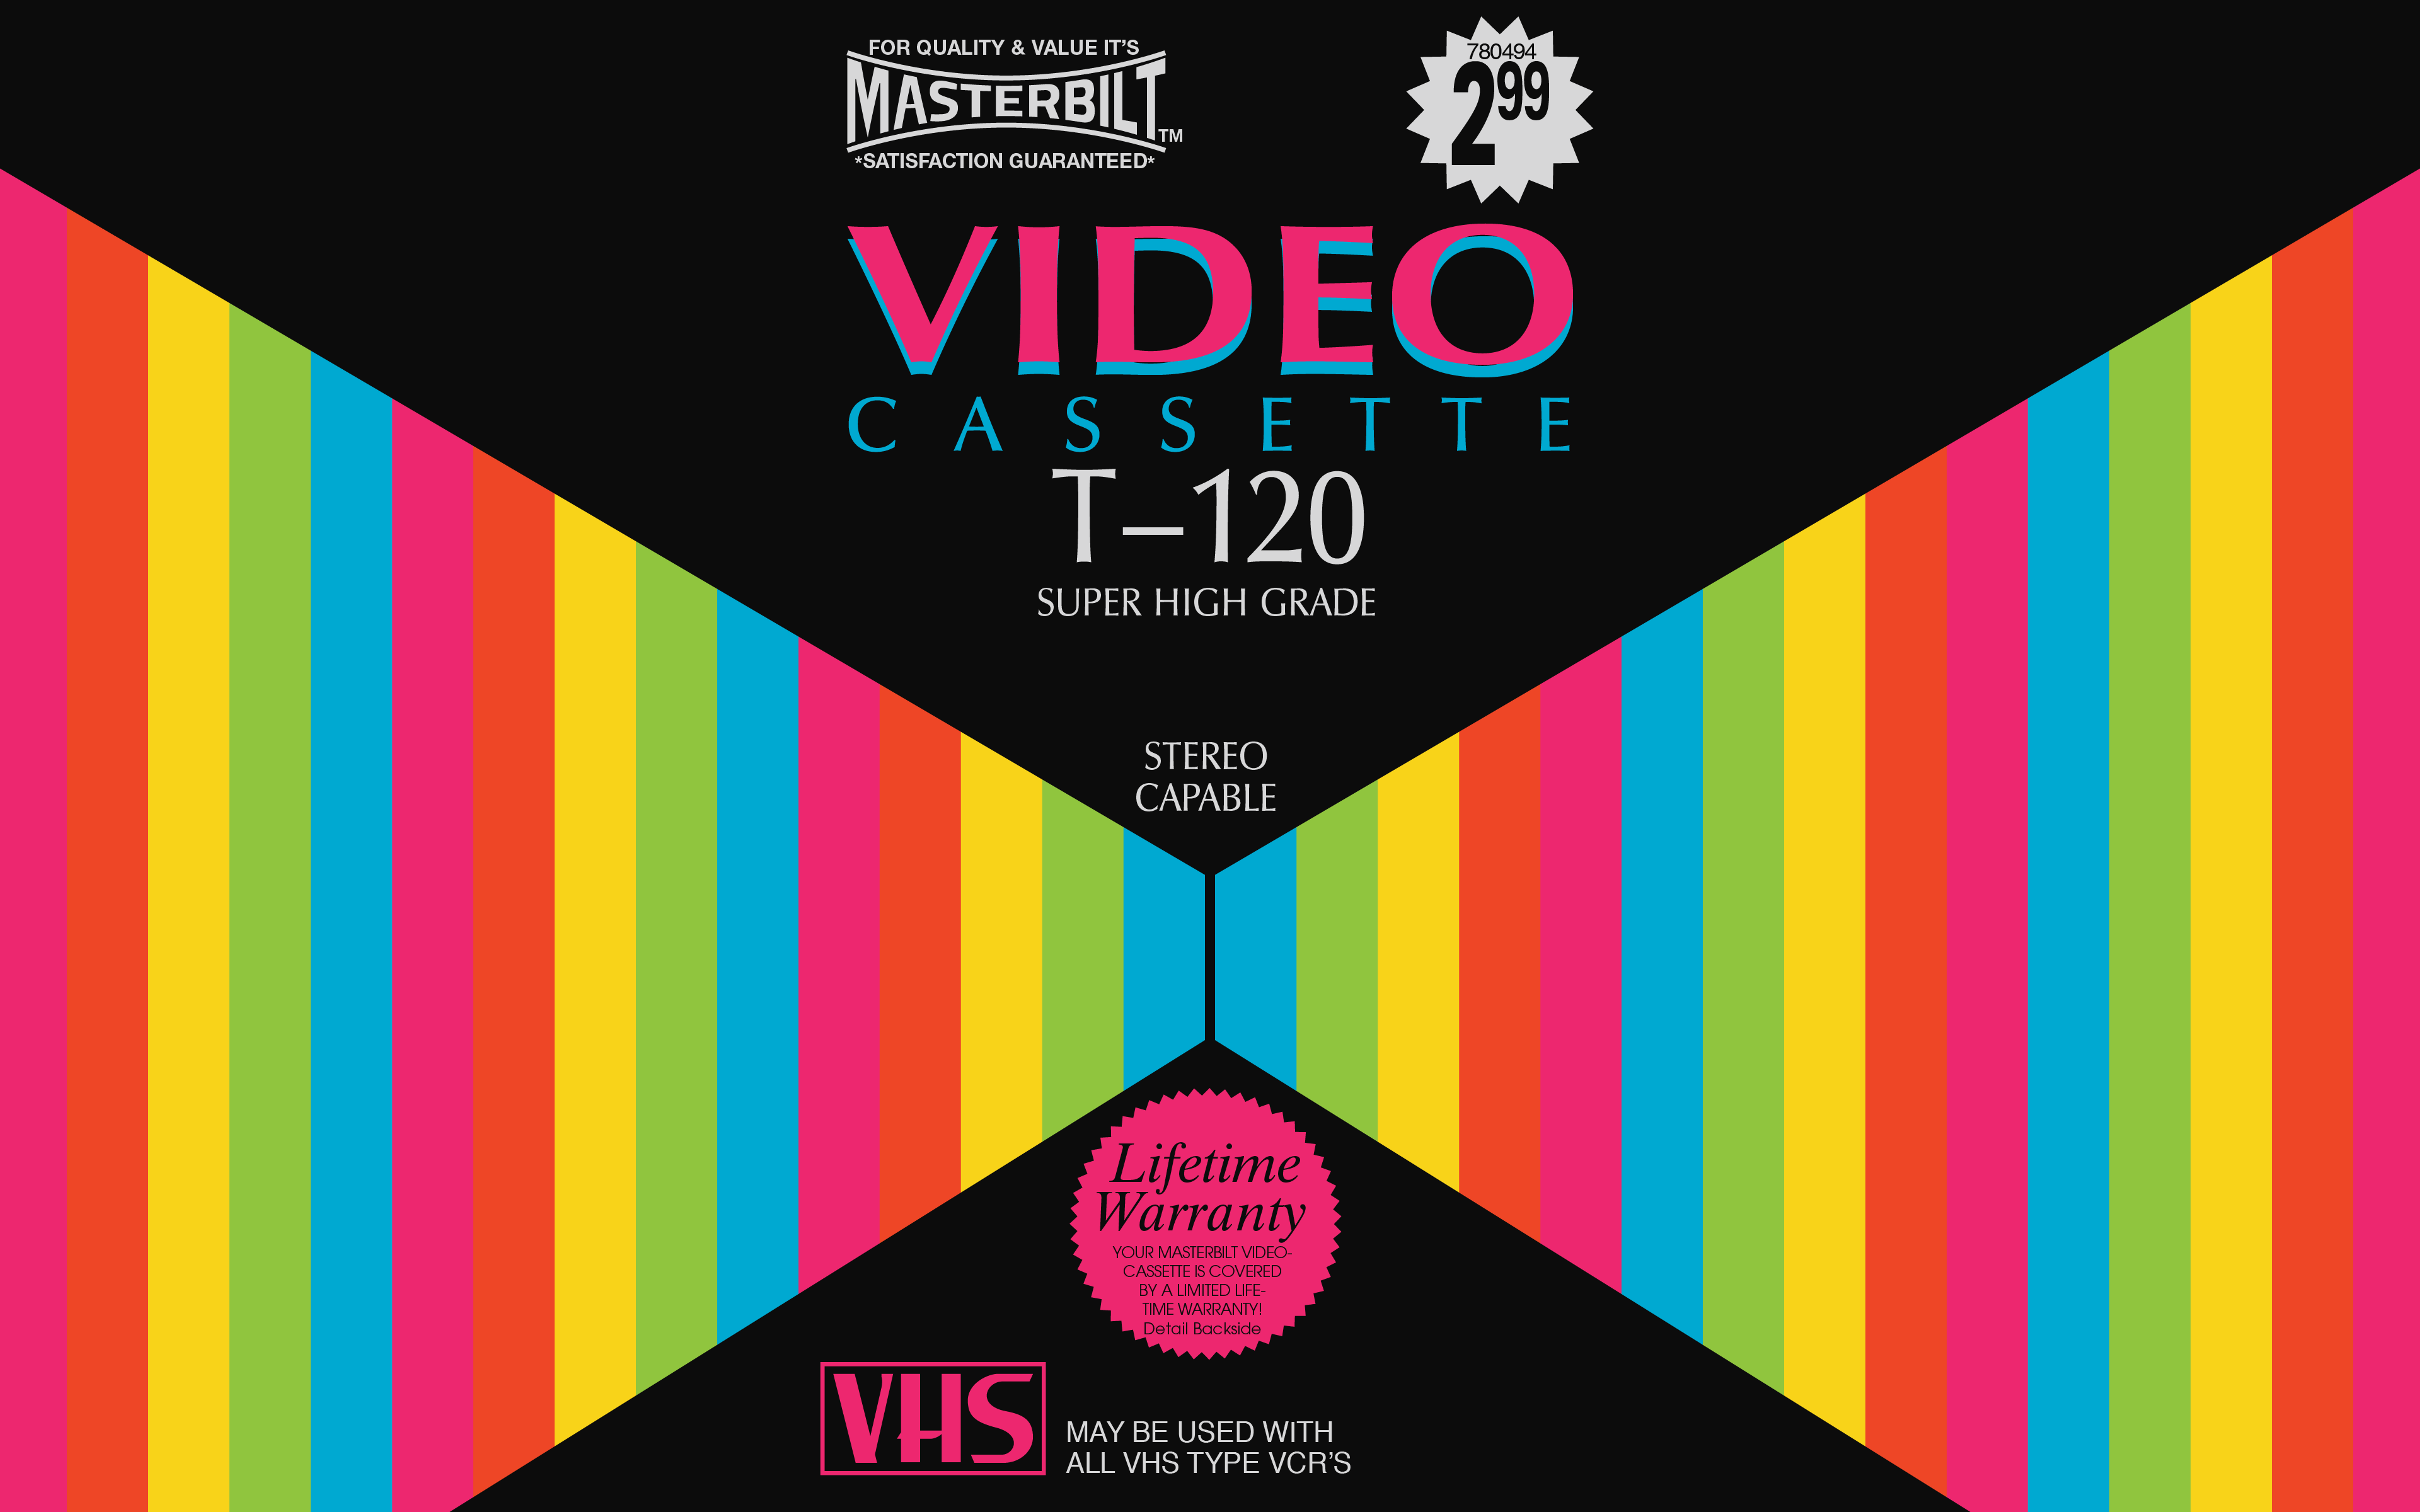 FOR QUALITY & VALUE IT'S
MASTERBILT™
*SATISFACTION GUARANTEED*
780494
299
VIDEO
CASSETTE
T–120
SUPER HIGH GRADE
STEREO
CAPABLE
Lifetime
Warranty
YOUR MASTERBILT VIDEO-
CASSETTE IS COVERED
BY A LIMITED LIFE-
TIME WARRANTY!
Detail Backside
VHS
MAY BE USED WITH
ALL VHS TYPE VCR'S